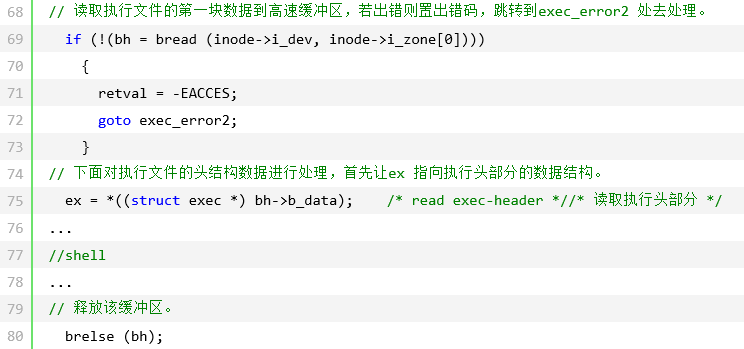 68 // 读取执行文件的第一块数据到高速缓冲区，若出错则置出错码，跳转到exec_error2 处去处理。
69 if (!(bh = bread (inode->i_dev, inode->i_zone[0])))
70 {
71 retval = -EACCES;
72 goto exec_error2;
73 }
74 // 下面对执行文件的头结构数据进行处理，首先让ex 指向执行头部分的数据结构。
75 ex = *((struct exec *) bh->b_data); /* read exec-header *//* 读取执行头部分 */
76 ...
77 //shell
78 ...
79 // 释放该缓冲区。
80 brelse (bh);